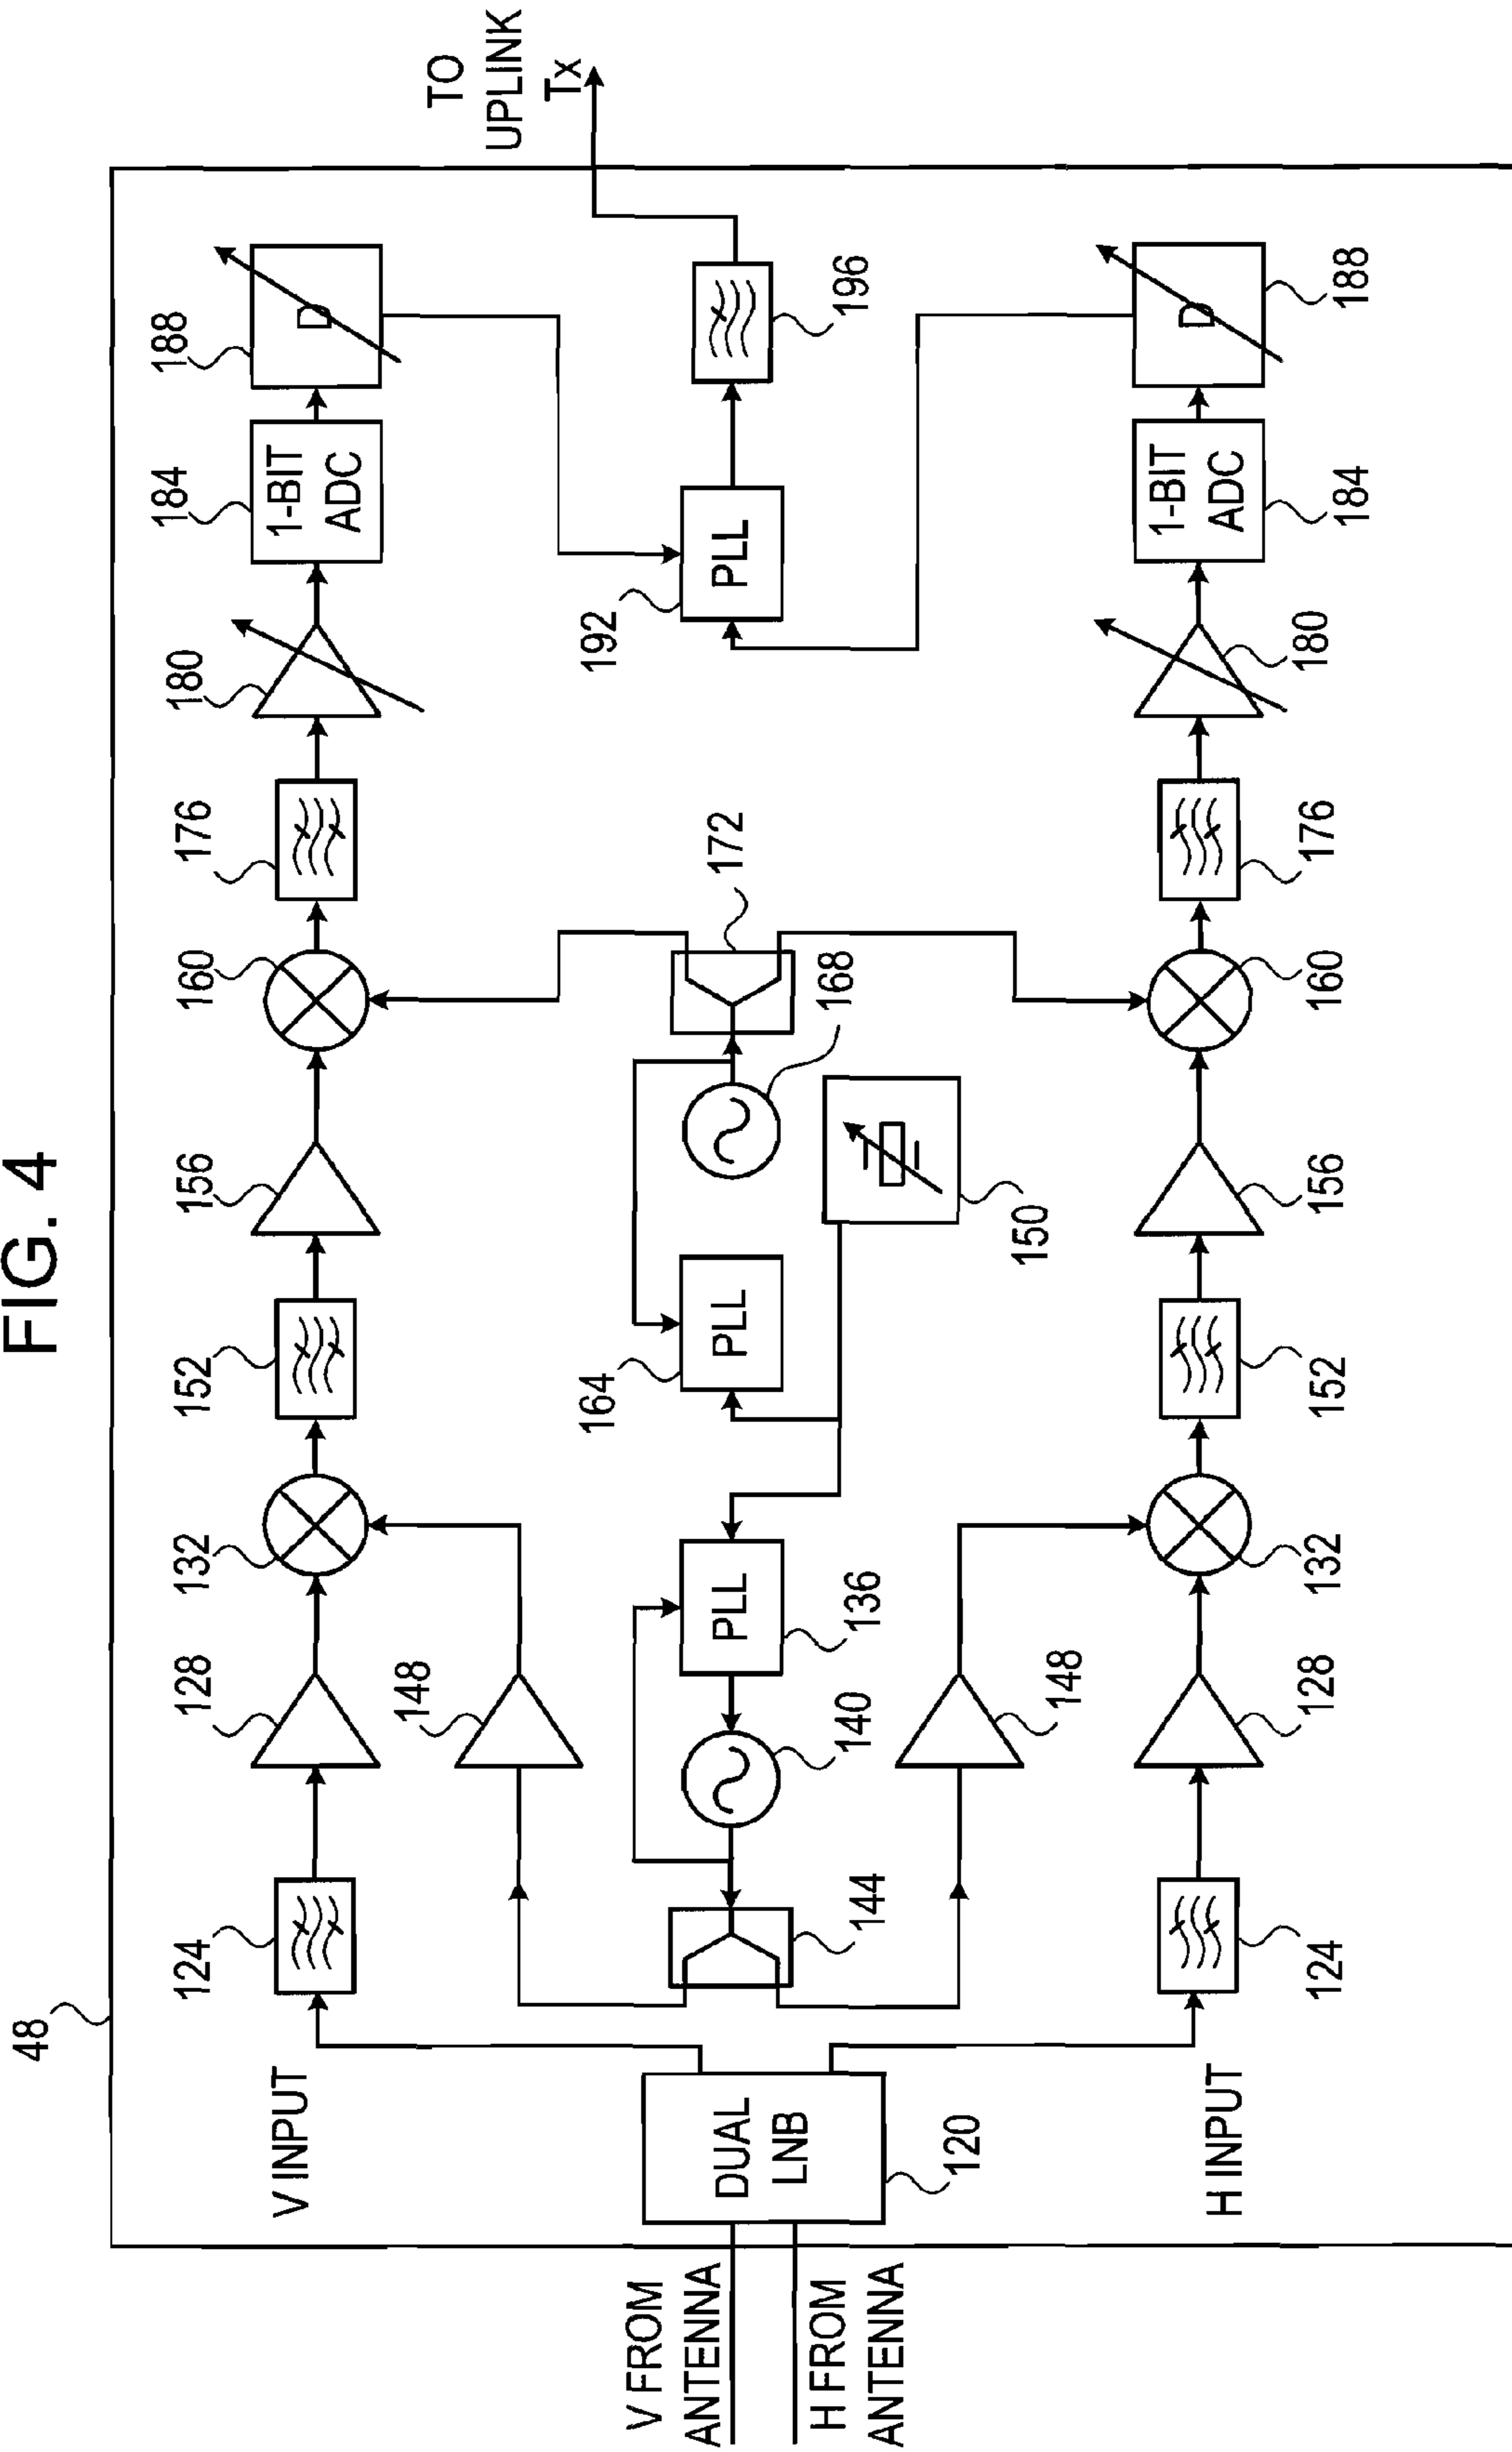 FIG. 4
48
V FROM
ANTENNA
H FROM
ANTENNA
DUAL
LNB
120
V INPUT
124
128
132
152
156
160
176
180
184
1-BIT
ADC
188
D
148
144
140
136
PLL
164
PLL
150
168
172
192
PLL
196
TO
UPLINK
Tx
148
H INPUT
124
128
132
152
156
160
176
180
1-BIT
ADC
184
D
188